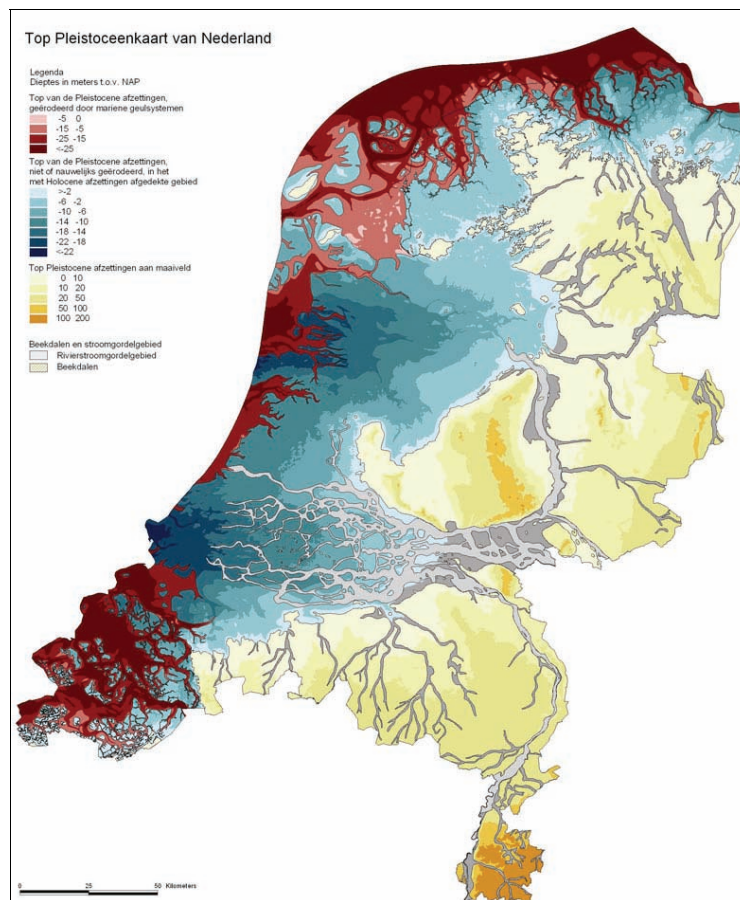 Top Pleistoceenkaart van Nederland
Legenda
Dieptes in meters t.o.v. NAP
Top van de Pleistocene afzettingen,
geërodeerd door mariene geulsystemen
-5 0
-15 -5
-25 -15
<-25
Top van de Pleistocene afzettingen,
niet of nauwelijks geërodeerd, in het
met Holocene afzettingen afgedekte gebied
>-2
-6 -2
-10 -6
-14 -10
-18 -14
-22 -18
<-22
Top Pleistocene afzettingen aan maaiveld
0 10
10 20
20 50
50 100
100 200
Beekdalen en stroomgordelgebied
Rivierstroomgordelgebied
Beekdalen
0 25 50 Kilometers